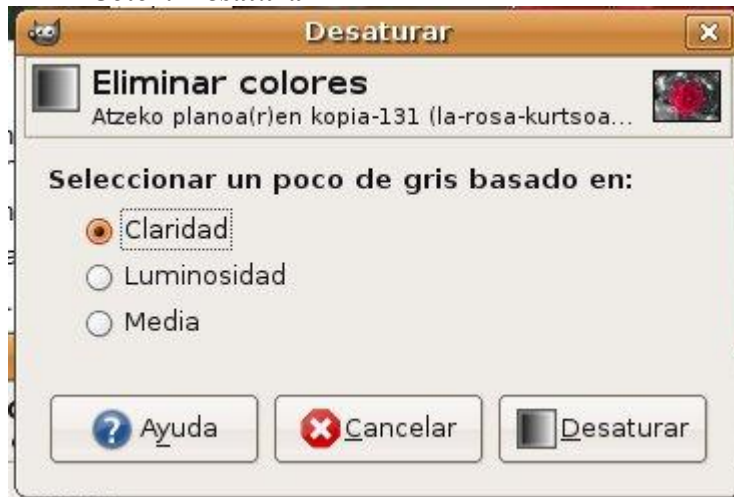 Desaturar
Eliminar colores
Atzeko planoa(r)en kopia-131 (la-rosa-kurtsoa...
Seleccionar un poco de gris basado en:
Claridad
Luminosidad
Media
Ayuda
Cancelar
Desaturar